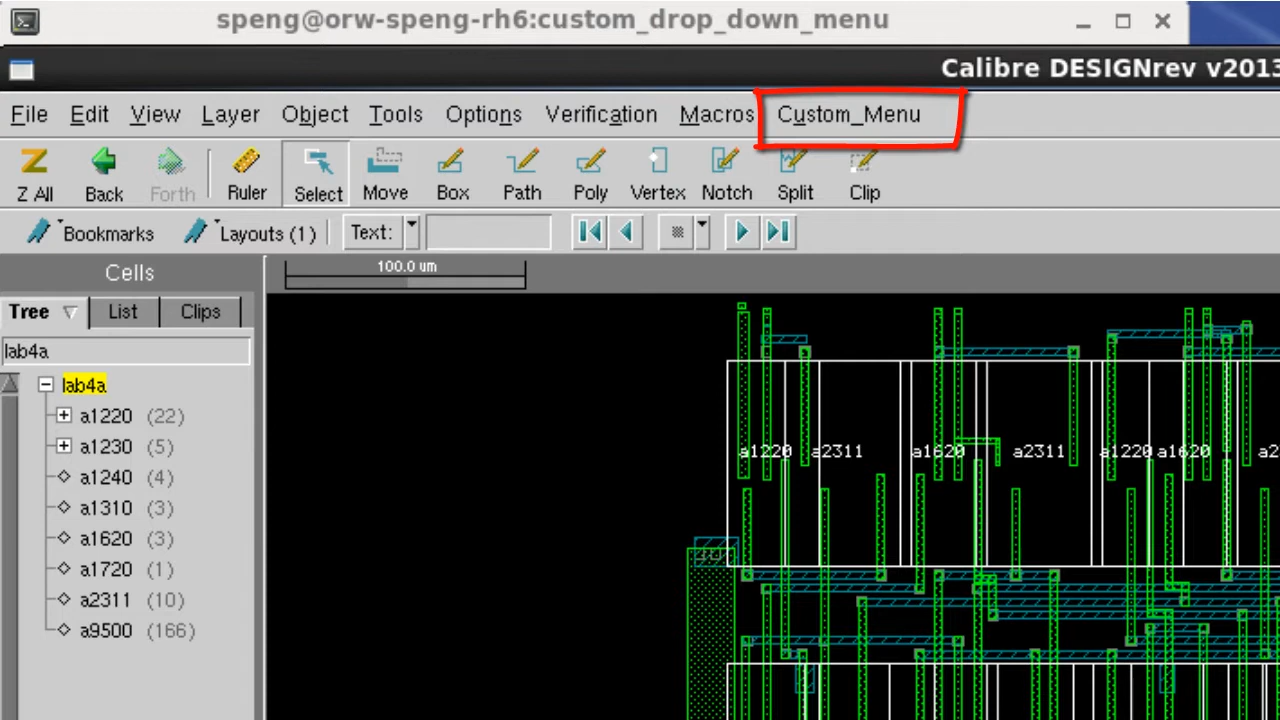 speng@orw-speng-rh6:custom_drop_down_menu
Calibre DESIGNrev v2013
File Edit View Layer Object Tools Options Verification Macros Custom_Menu
Z All Back Forth Ruler Select Move Box Path Poly Vertex Notch Split Clip
Bookmarks Layouts (1) Text:
Cells
100.0 um
Tree List Clips
lab4a
lab4a
a1220 (22)
a1230 (5)
a1240 (4)
a1310 (3)
a1620 (3)
a1720 (1)
a2311 (10)
a9500 (166)
a1220 a2311 a1620 a2311 a1220 a1620 a2